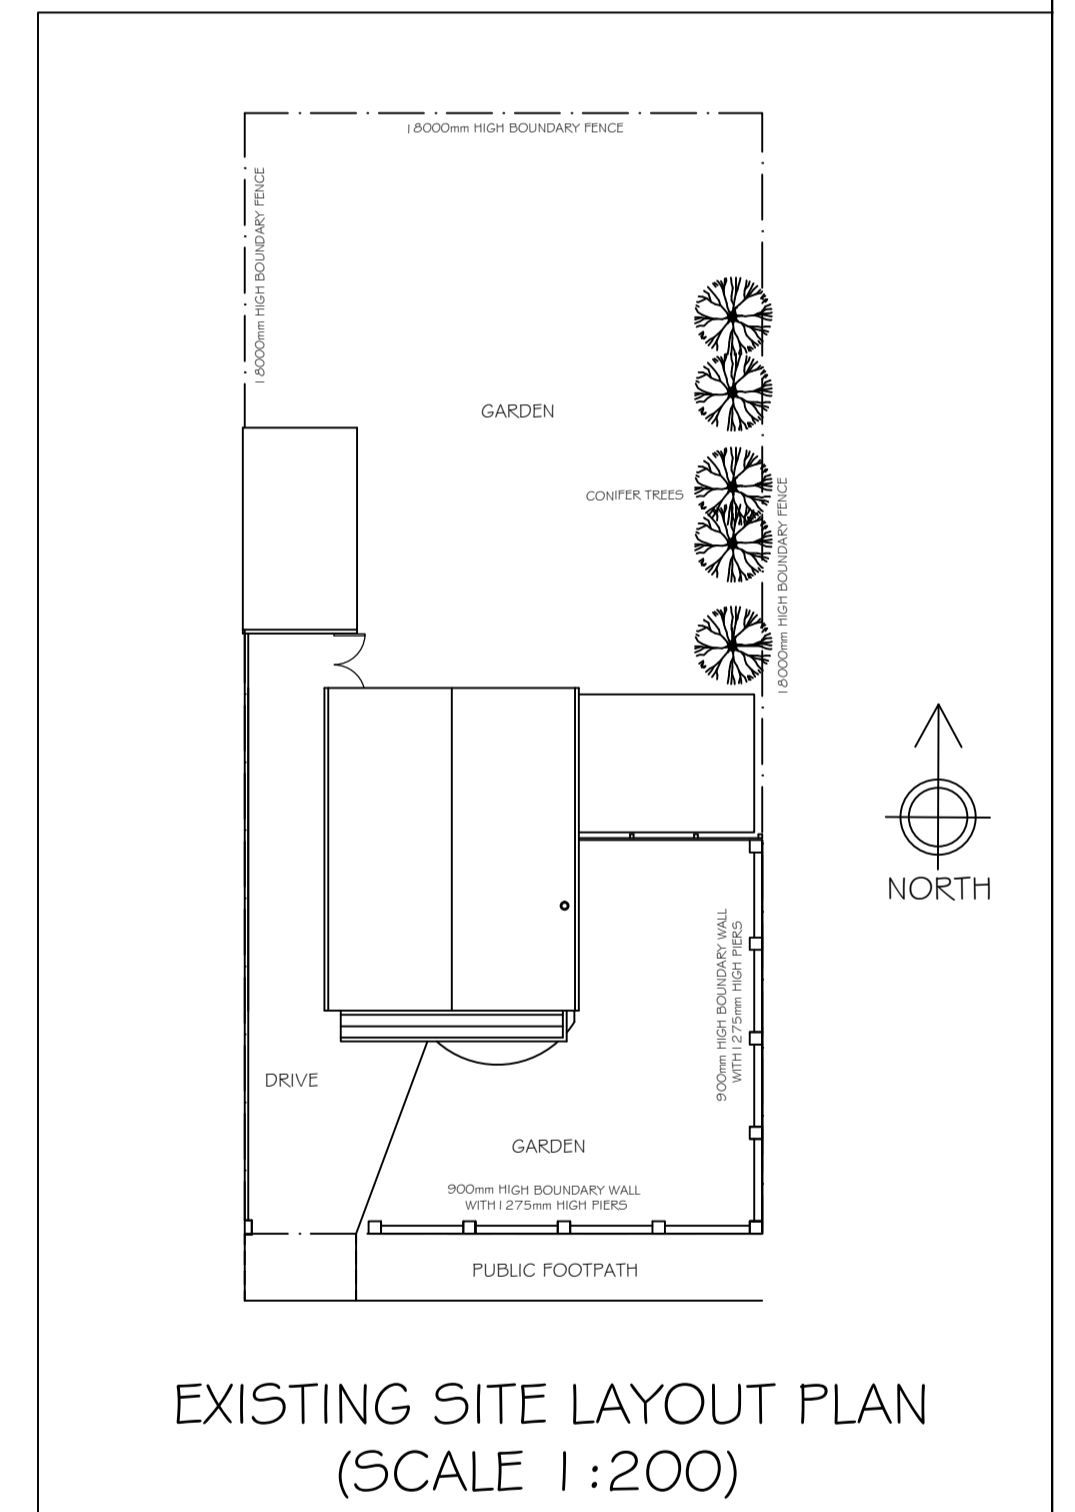 18000mm HIGH BOUNDARY FENCE
18000mm HIGH BOUNDARY FENCE
GARDEN
CONIFER TREES
18000mm HIGH BOUNDARY FENCE
NORTH
900mm HIGH BOUNDARY WALL
WITH 1275mm HIGH PIERS
DRIVE
GARDEN
900mm HIGH BOUNDARY WALL
WITH 1275mm HIGH PIERS
PUBLIC FOOTPATH
EXISTING SITE LAYOUT PLAN
(SCALE 1:200)